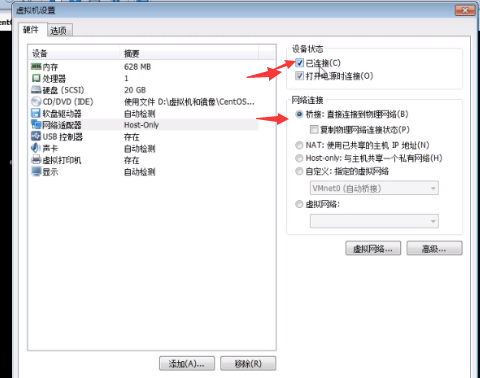 虚拟机设置
硬件 选项
设备 摘要
内存 628 MB
处理器 1
硬盘 (SCSI) 20 GB
CD/DVD (IDE) 使用文件 D:\虚拟机和镜像\CentOS...
软盘驱动器 自动检测
网络适配器 Host-Only
USB 控制器 存在
声卡 自动检测
虚拟打印机 存在
显示 自动检测
添加(A)... 移除(R)
设备状态
已连接(C)
打开电源时连接(O)
网络连接
桥接: 直接连接到物理网络(B)
复制物理网络连接状态(P)
NAT: 使用已共享的主机 IP 地址(N)
Host-only: 与主机共享一个私有网络(H)
自定义: 指定的虚拟网络
VMnet0 (自动桥接)
虚拟网络:
虚拟网络... 高级...